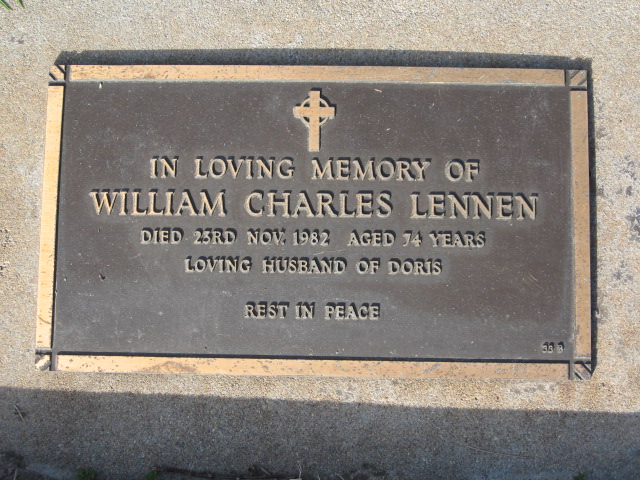 IN LOVING MEMORY OF
WILLIAM CHARLES LENNEN
DIED 23RD NOV. 1982 AGED 74 YEARS
LOVING HUSBAND OF DORIS
REST IN PEACE